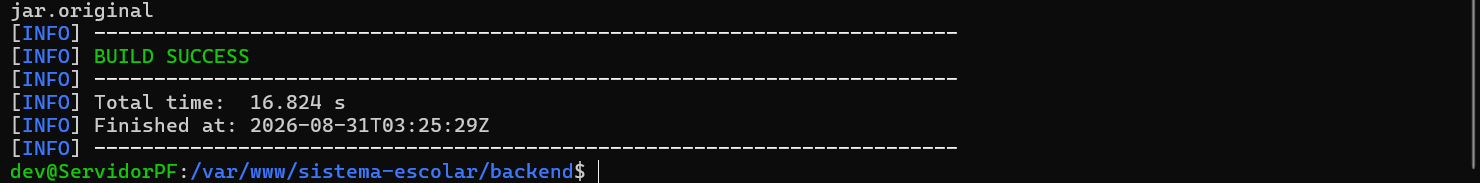 jar.original
[INFO] ------------------------------------------------------------------------
[INFO] BUILD SUCCESS
[INFO] ------------------------------------------------------------------------
[INFO] Total time:  16.824 s
[INFO] Finished at: 2026-08-31T03:25:29Z
[INFO] ------------------------------------------------------------------------
dev@ServidorPF:/var/www/sistema-escolar/backend$